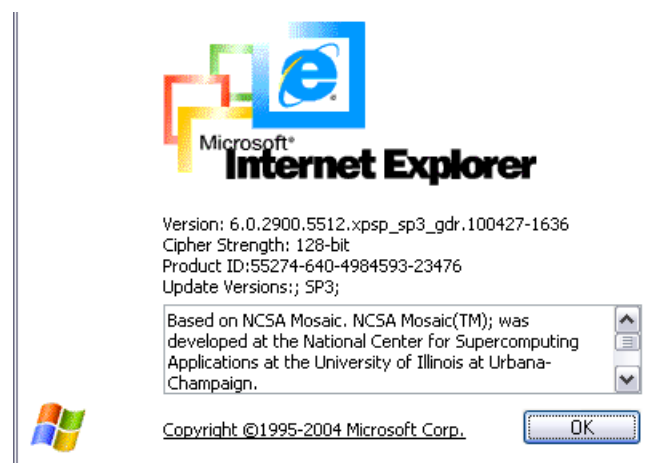 Microsoft®
Internet Explorer
Version: 6.0.2900.5512.xpsp_sp3_gdr.100427-1636
Cipher Strength: 128-bit
Product ID:55274-640-4984593-23476
Update Versions:; SP3;
Based on NCSA Mosaic. NCSA Mosaic(TM); was
developed at the National Center for Supercomputing
Applications at the University of Illinois at Urbana-
Champaign.
Copyright ©1995-2004 Microsoft Corp.
OK